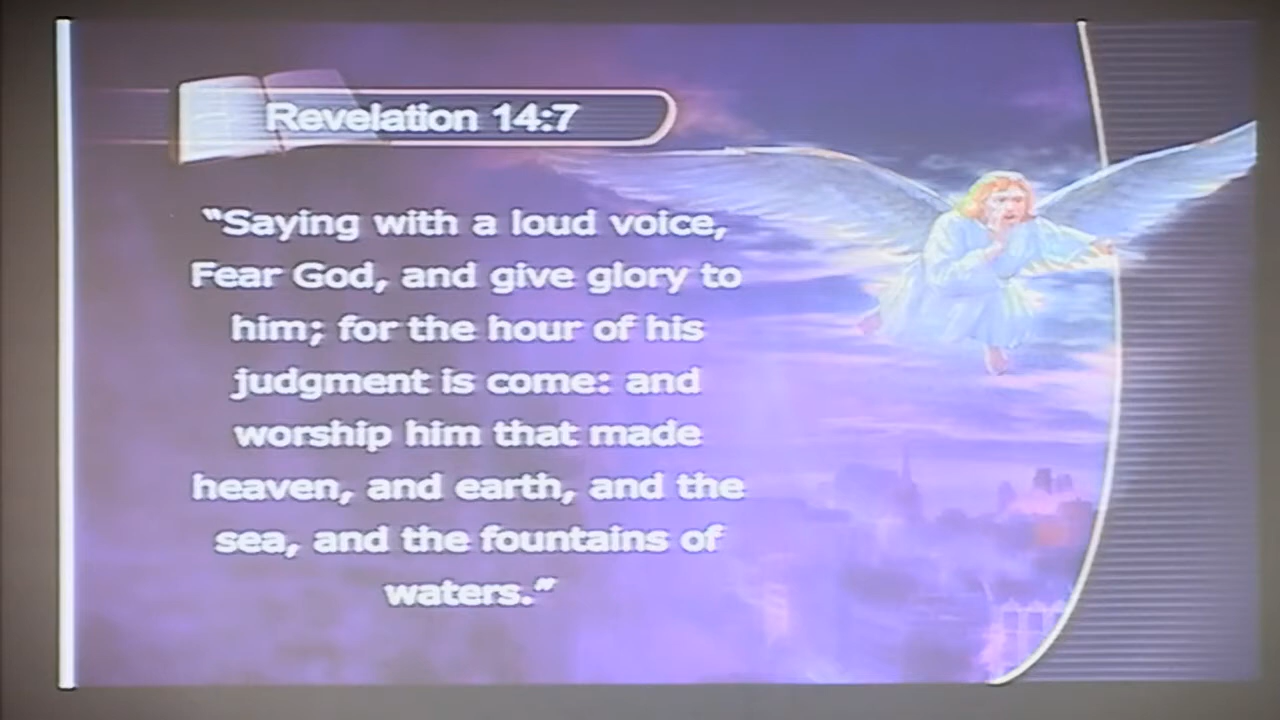 Revelation 14:7
“Saying with a loud voice,
Fear God, and give glory to
him; for the hour of his
judgment is come: and
worship him that made
heaven, and earth, and the
sea, and the fountains of
waters.”